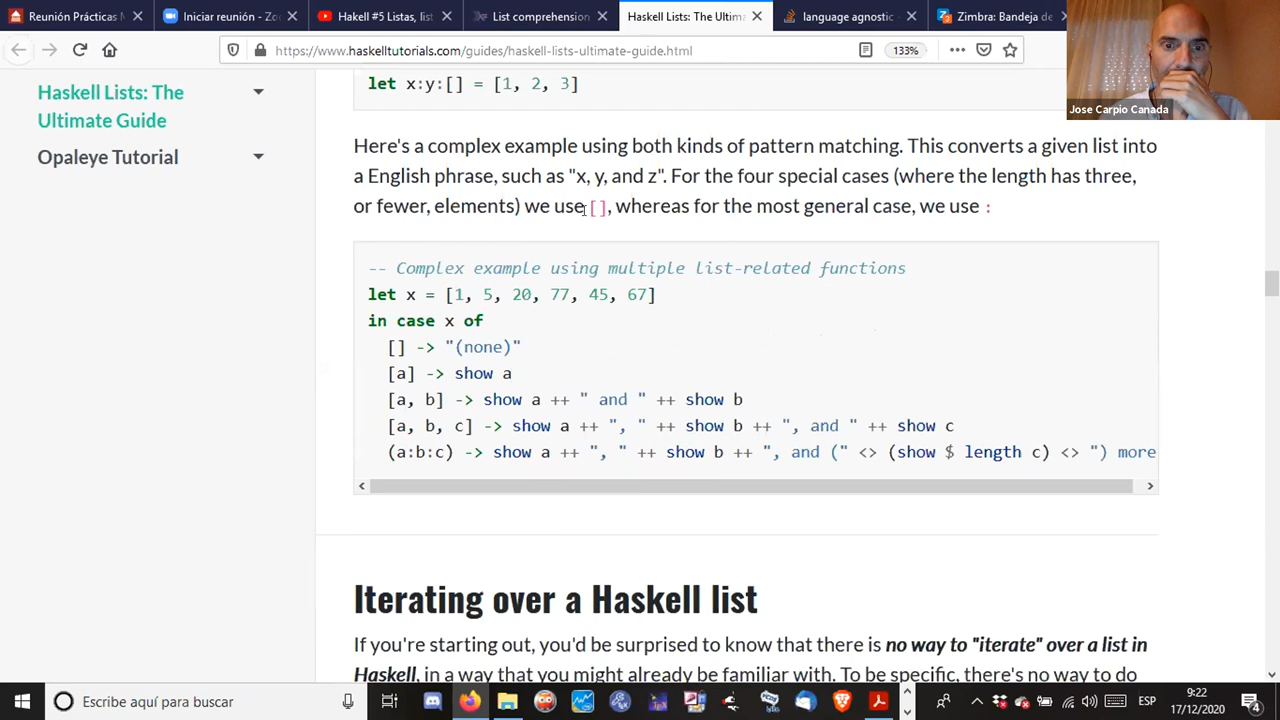 Reunión Prácticas M
Iniciar reunión - Zoo
Hakell #5 Listas, list
List comprehension
Haskell Lists: The Ultima
language agnostic -
Zimbra: Bandeja de
https://www.haskelltutorials.com/guides/haskell-lists-ultimate-guide.html
133%
Jose Carpio Canada
Haskell Lists: The
Ultimate Guide
Opaleye Tutorial
let x:y:[] = [1, 2, 3]
Here's a complex example using both kinds of pattern matching. This converts a given list into
a English phrase, such as "x, y, and z". For the four special cases (where the length has three,
or fewer, elements) we use [], whereas for the most general case, we use :
-- Complex example using multiple list-related functions
let x = [1, 5, 20, 77, 45, 67]
in case x of
[] -> "(none)"
[a] -> show a
[a, b] -> show a ++ " and " ++ show b
[a, b, c] -> show a ++ ", " ++ show b ++ ", and " ++ show c
(a:b:c) -> show a ++ ", " ++ show b ++ ", and (" <> (show $ length c) <> ") more
Iterating over a Haskell list
If you're starting out, you'd be surprised to know that there is no way to "iterate" over a list in
Haskell, in a way that you might already be familiar with. To be specific, there's no way to do
Escribe aquí para buscar
ESP
9:22
17/12/2020
4